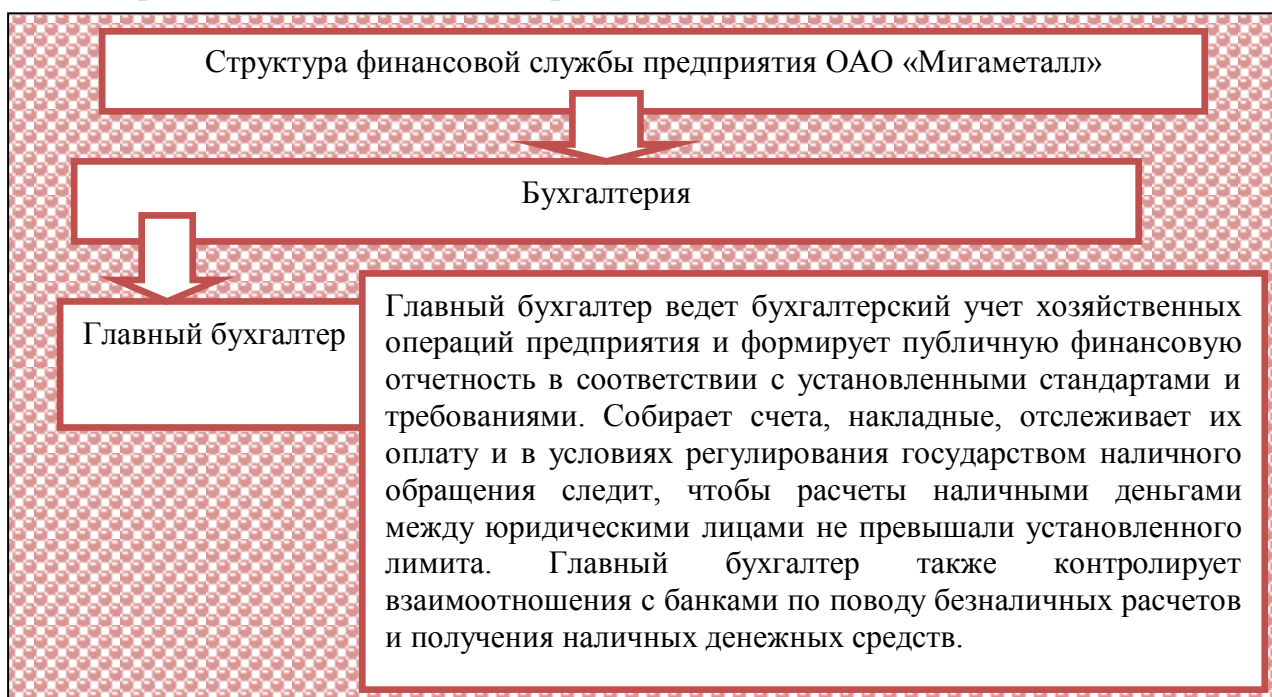 Структура финансовой службы предприятия ОАО «Мигаметалл»
Бухгалтерия
Главный бухгалтер
Главный бухгалтер ведет бухгалтерский учет хозяйственных
операций предприятия и формирует публичную финансовую
отчетность в соответствии с установленными стандартами и
требованиями. Собирает счета, накладные, отслеживает их
оплату и в условиях регулирования государством наличного
обращения следит, чтобы расчеты наличными деньгами
между юридическими лицами не превышали установленного
лимита. Главный бухгалтер также контролирует
взаимоотношения с банками по поводу безналичных расчетов
и получения наличных денежных средств.